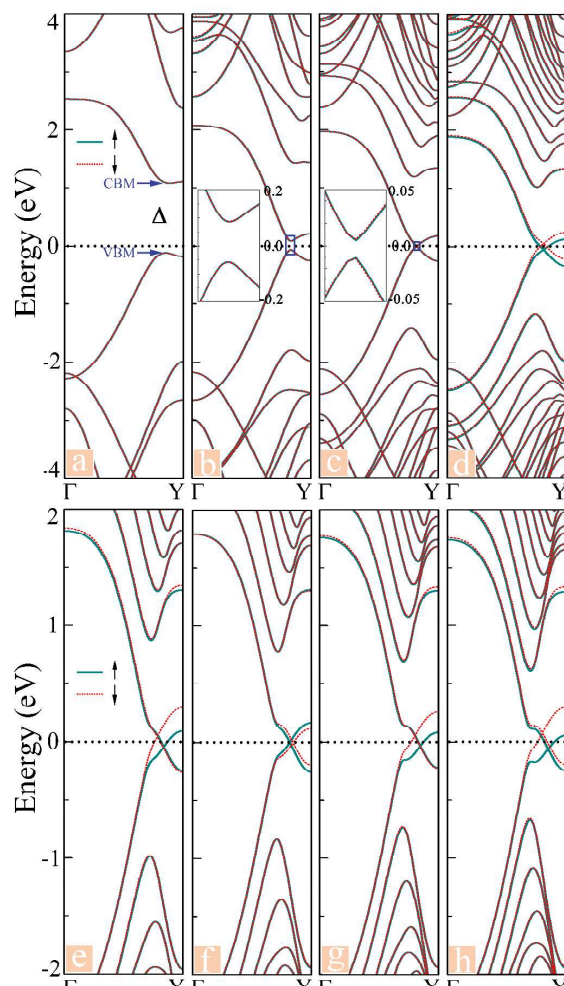 4
2
0
-2
-4
Energy (eV)
CBM
Δ
VBM
0.2
0.0
-0.2
0.05
0.00
-0.05
a
b
c
d
Γ Y Γ Y Γ Y Γ Y
2
1
0
-1
-2
Energy (eV)
e
f
g
h
Γ Y Γ Y Γ Y Γ Y